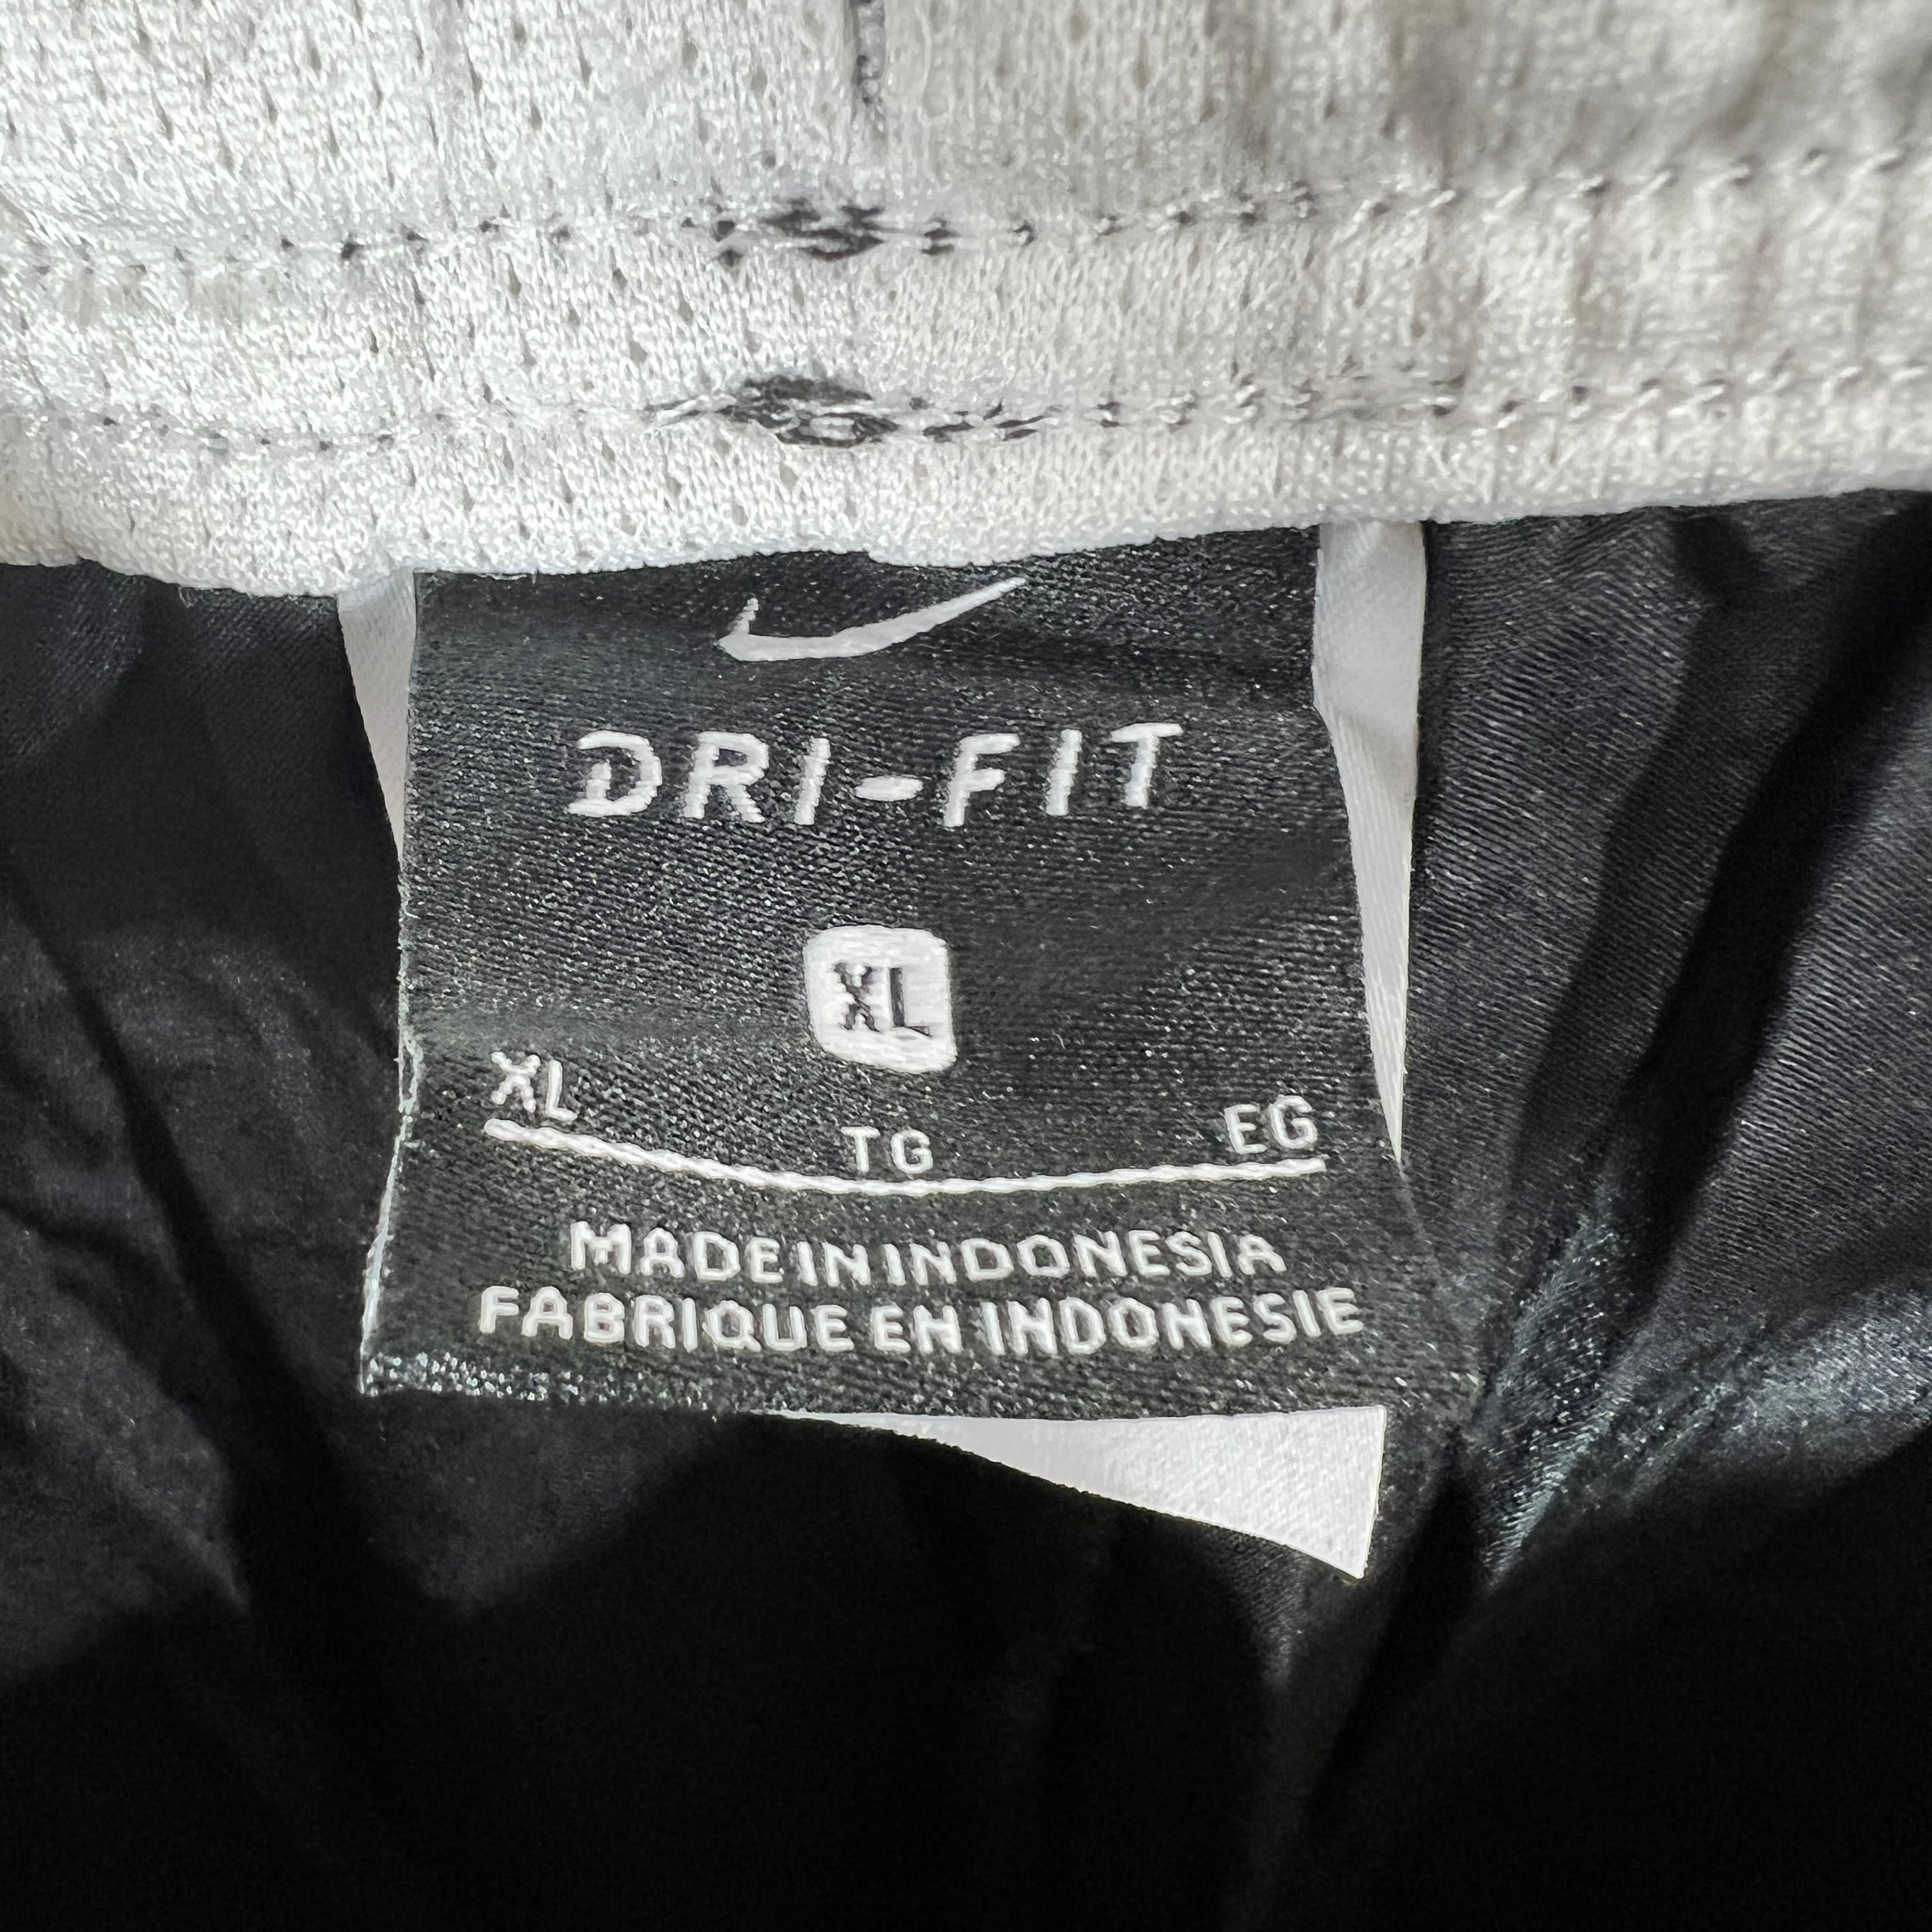 DRI-FIT
XL
XL TG EG
MADE IN INDONESIA
FABRIQUE EN INDONESIE